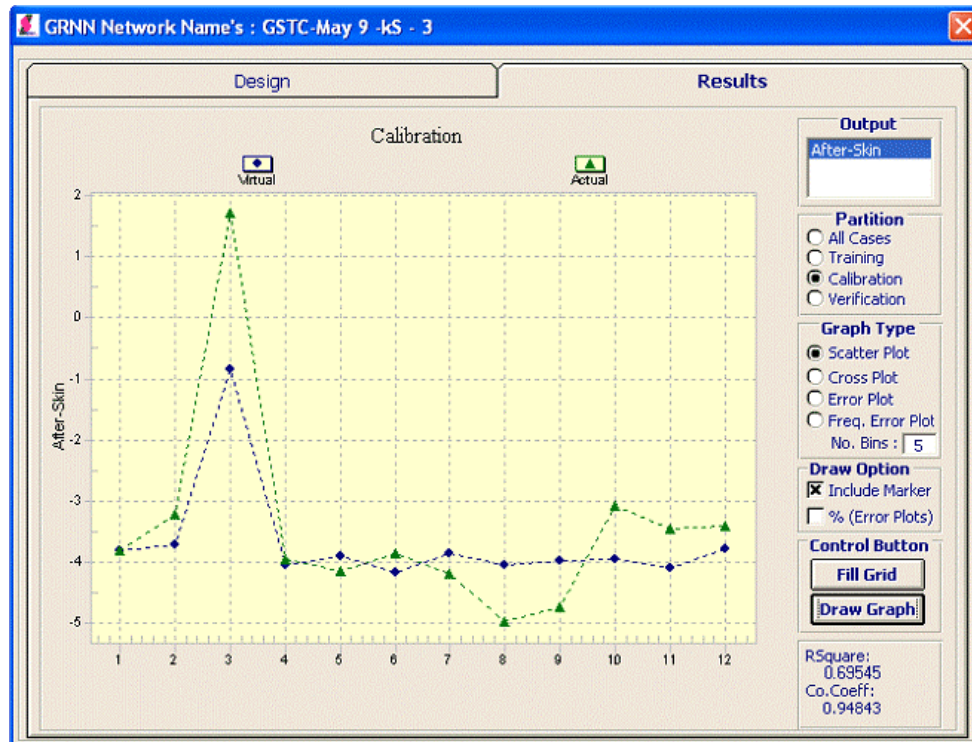 GRNN Network Name's : GSTC-May 9 -kS - 3
Design
Results
Calibration
Virtual
Actual
After-Skin
2
1
0
-1
-2
-3
-4
-5
1 2 3 4 5 6 7 8 9 10 11 12
Output
After-Skin
Partition
All Cases
Training
Calibration
Verification
Graph Type
Scatter Plot
Cross Plot
Error Plot
Freq. Error Plot
No. Bins : 5
Draw Option
Include Marker
% (Error Plots)
Control Button
Fill Grid
Draw Graph
RSquare:
0.69545
Co.Coeff:
0.94843